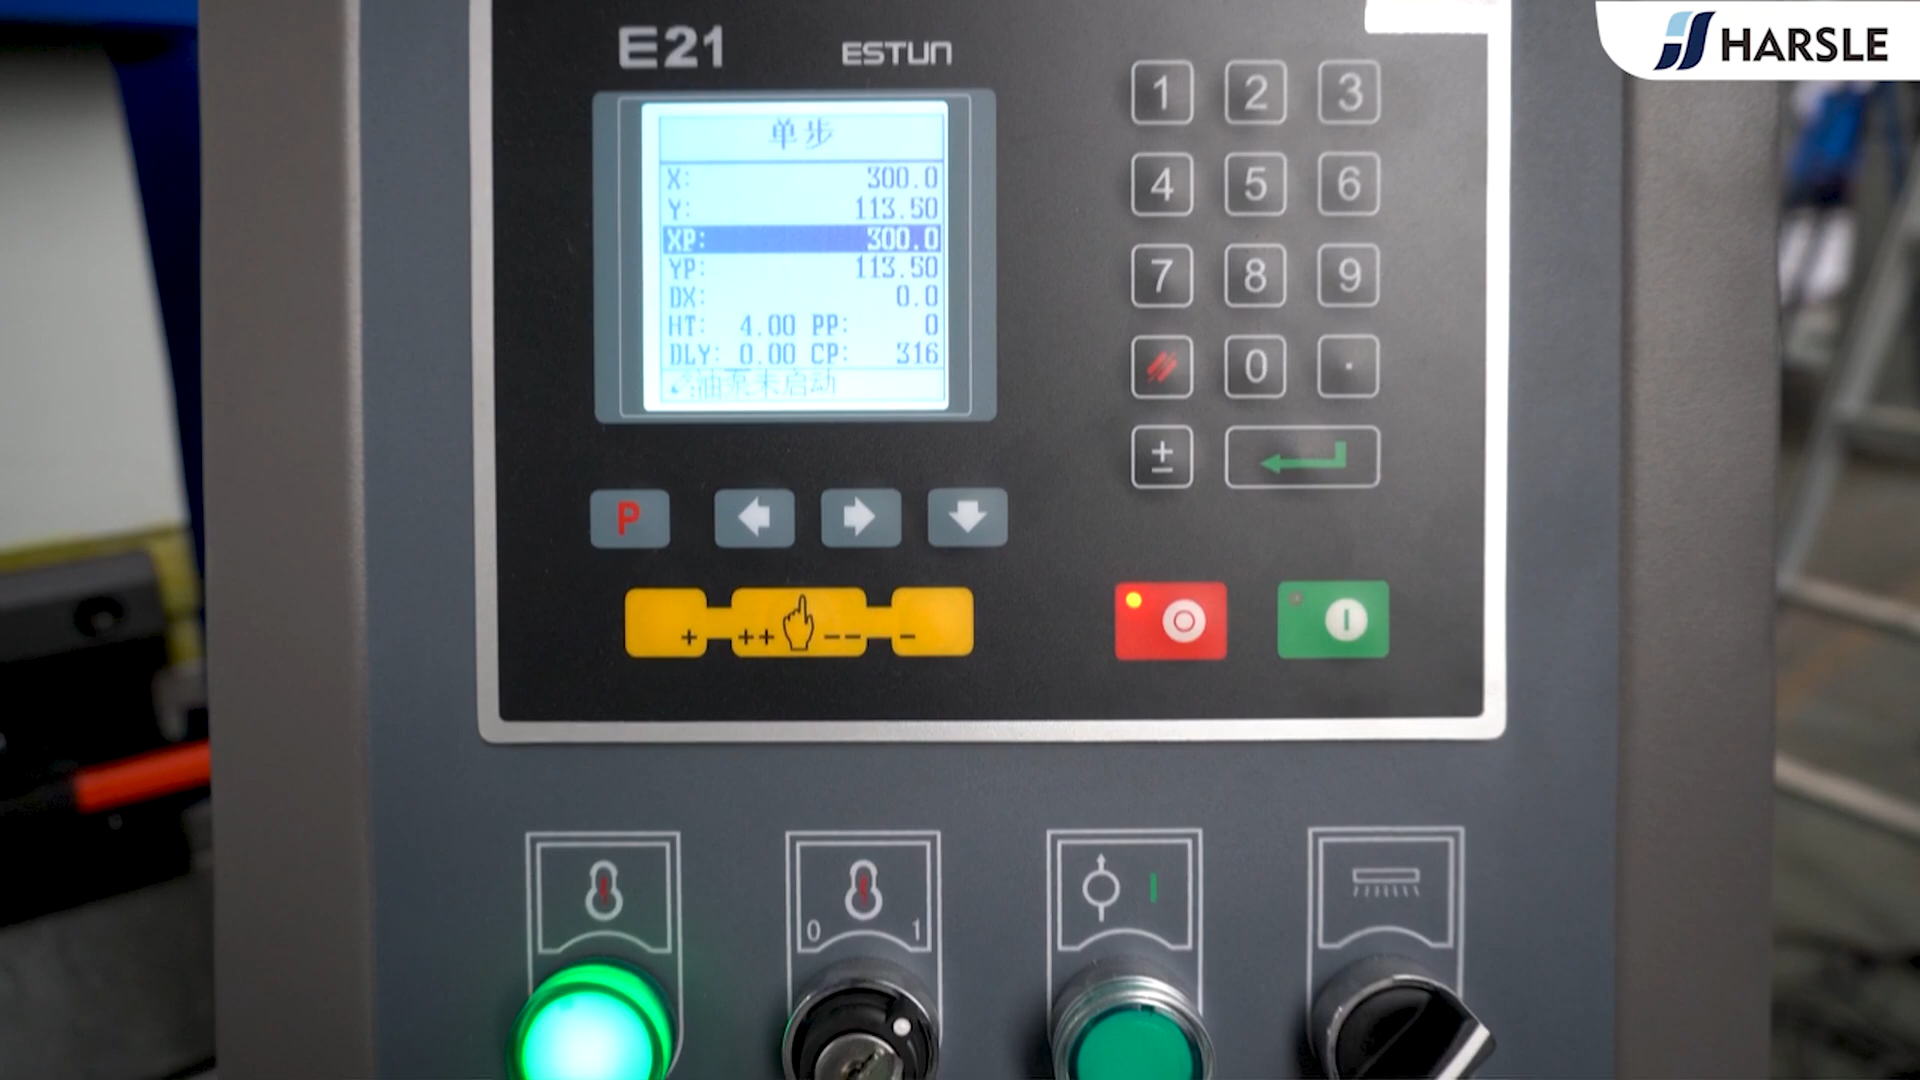 HARSLE
E21 ESTUN
单步
X: 300.0
Y: 113.50
XP: 300.0
YP: 113.50
DX: 0.0
HT: 4.00 PP: 0
DLY: 0.00 CP: 316
油泵未启动
1 2 3
4 5 6
7 8 9
0 .
±
P
+ ++ -- -
0 1